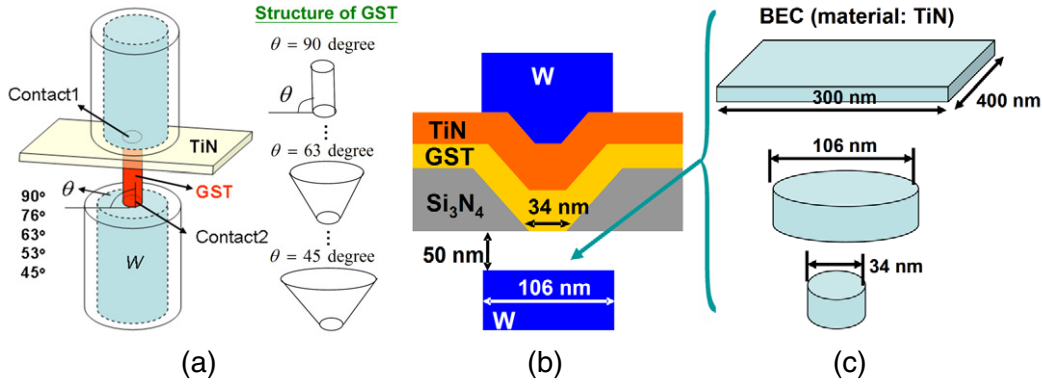 Structure of GST
θ = 90 degree
θ
θ = 63 degree
θ = 45 degree
Contact1
TiN
GST
θ
90°
76°
63°
53°
45°
Contact2
W
(a)
W
TiN
GST
Si₃N₄
34 nm
50 nm
106 nm
W
(b)
BEC (material: TiN)
300 nm
400 nm
106 nm
34 nm
(c)